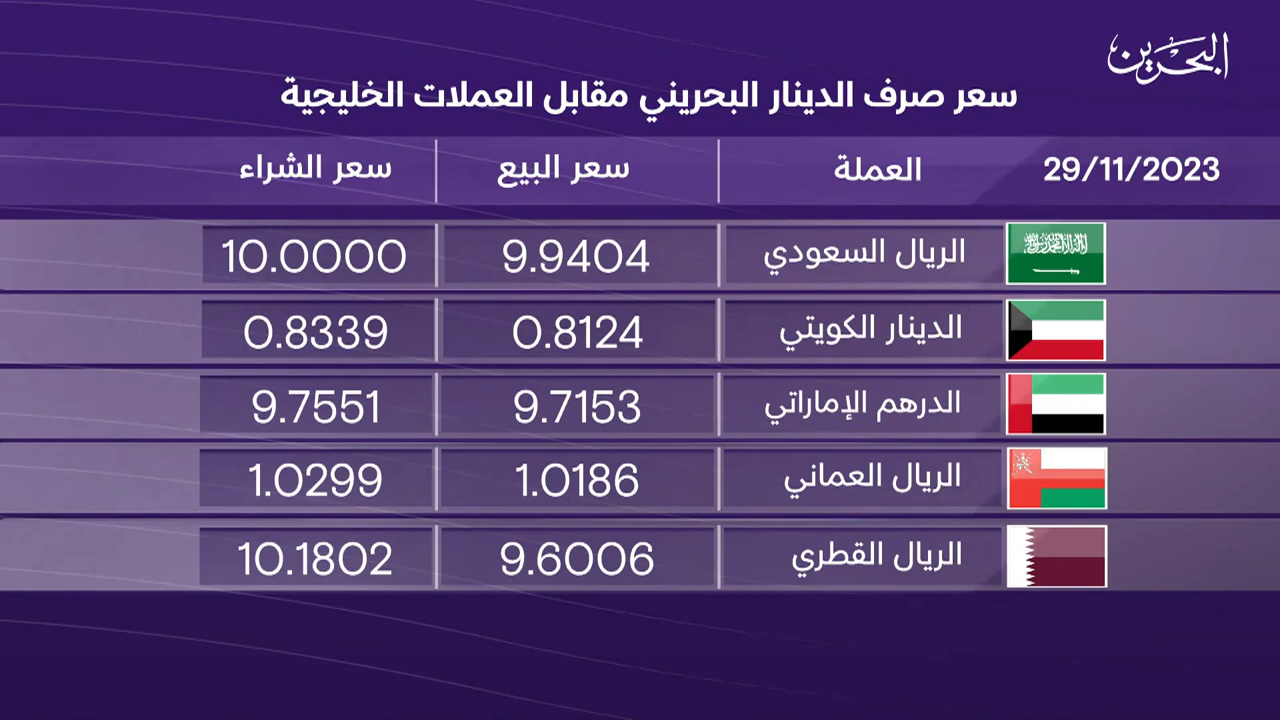 البحرين
سعر صرف الدينار البحريني مقابل العملات الخليجية
29/11/2023 العملة سعر البيع سعر الشراء
الريال السعودي 9.9404 10.0000
الدينار الكويتي 0.8124 0.8339
الدرهم الإماراتي 9.7153 9.7551
الريال العماني 1.0186 1.0299
الريال القطري 9.6006 10.1802